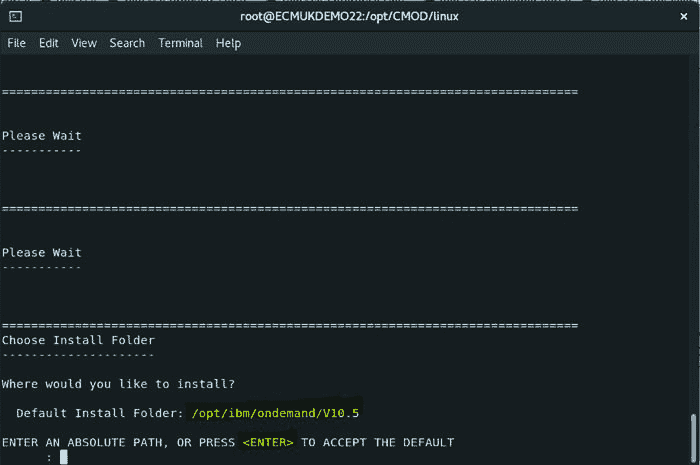 root@ECMUKDEMO22:/opt/CMOD/linux
File Edit View Search Terminal Help
===============================================================================
Please Wait
-----------
===============================================================================
Please Wait
-----------
===============================================================================
Choose Install Folder
---------------------
Where would you like to install?
Default Install Folder: /opt/ibm/ondemand/V10.5
ENTER AN ABSOLUTE PATH, OR PRESS <ENTER> TO ACCEPT THE DEFAULT
: